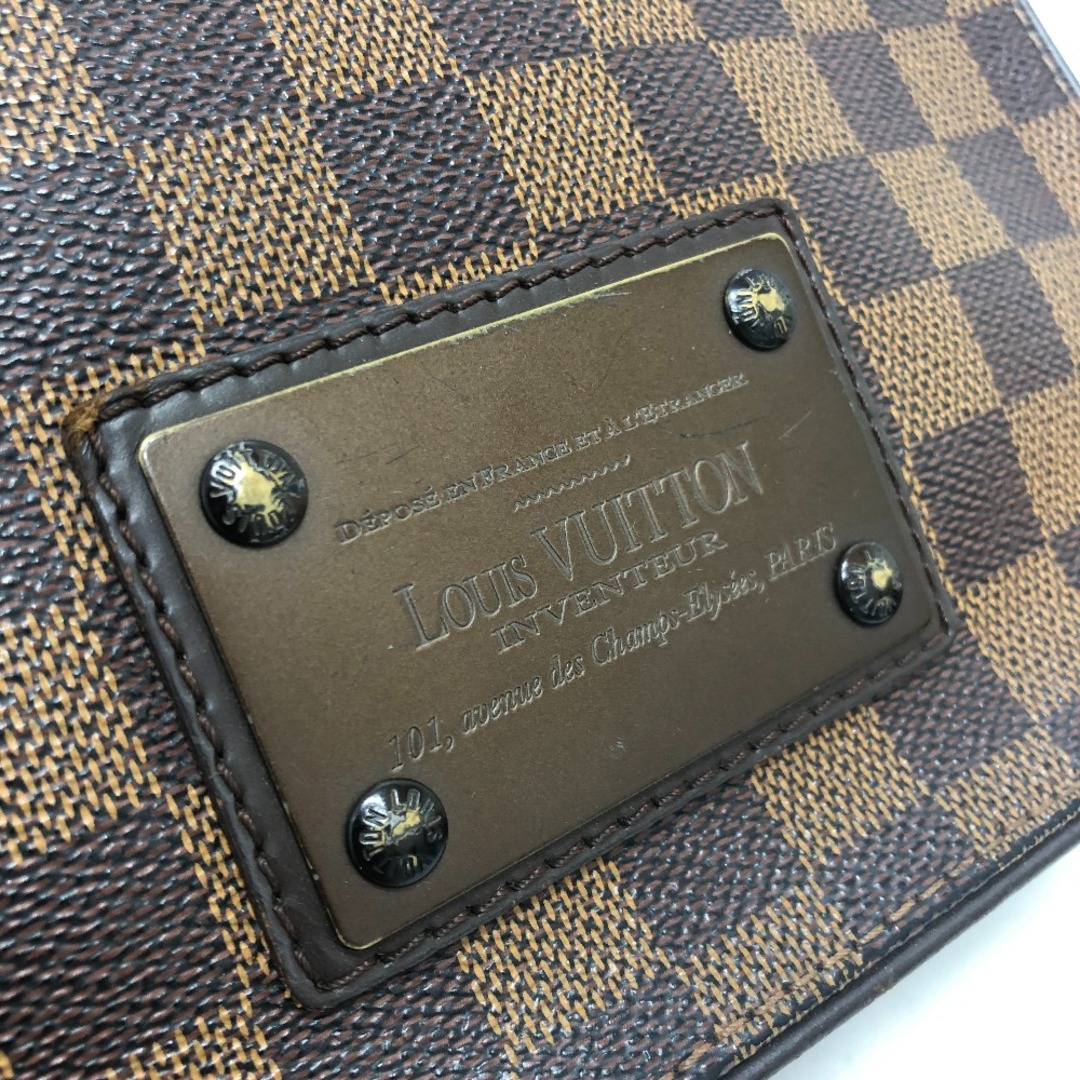 DÉPOSÉ EN FRANCE ET À L'ÉTRANGER
LOUIS VUITTON
INVENTEUR
101, avenue des Champs-Elysées, PARIS